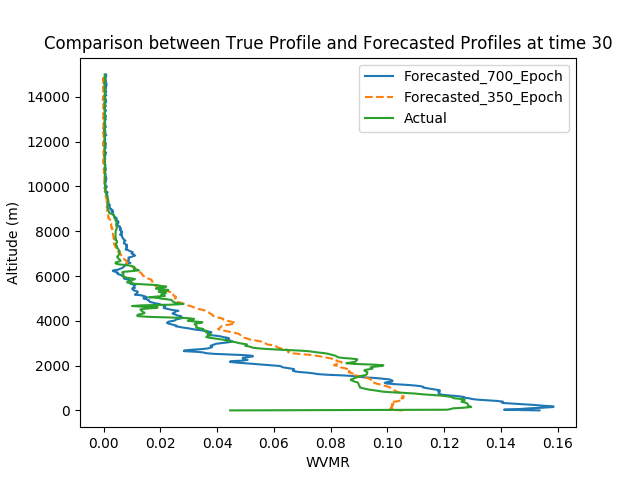 Comparison between True Profile and Forecasted Profiles at time 30
Forecasted_700_Epoch
Forecasted_350_Epoch
Actual
Altitude (m)
14000
12000
10000
8000
6000
4000
2000
0
0.00 0.02 0.04 0.06 0.08 0.10 0.12 0.14 0.16
WVMR